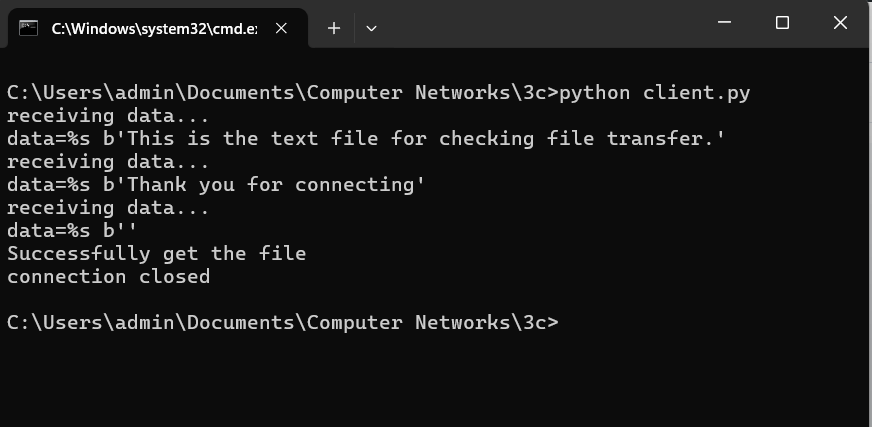 C:\Windows\system32\cmd.e
C:\Users\admin\Documents\Computer Networks\3c>python client.py
receiving data...
data=%s b'This is the text file for checking file transfer.'
receiving data...
data=%s b'Thank you for connecting'
receiving data...
data=%s b''
Successfully get the file
connection closed
C:\Users\admin\Documents\Computer Networks\3c>